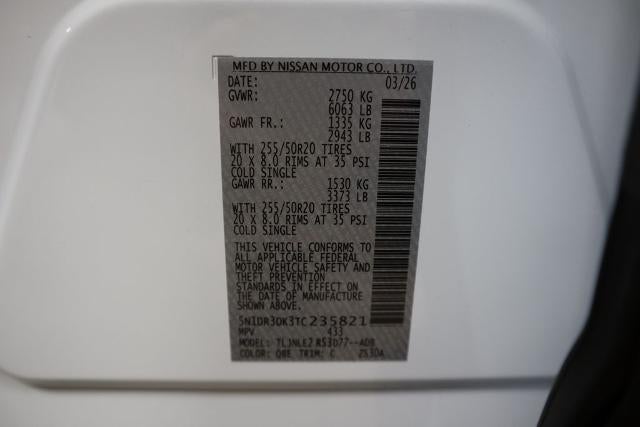 MFD BY NISSAN MOTOR CO., LTD.
DATE: 03/26
GVWR: 2750 KG
6063 LB
GAWR FR.: 1335 KG
2943 LB
WITH 255/50R20 TIRES
20 X 8.0 RIMS AT 35 PSI
COLD SINGLE
GAWR RR.: 1530 KG
3373 LB
WITH 255/50R20 TIRES
20 X 8.0 RIMS AT 35 PSI
COLD SINGLE
THIS VEHICLE CONFORMS TO
ALL APPLICABLE FEDERAL
MOTOR VEHICLE SAFETY AND
THEFT PREVENTION
STANDARDS IN EFFECT ON
THE DATE OF MANUFACTURE
SHOWN ABOVE.
5N1DR3DK3TC235821
MPV 433
MODEL: TLJNLE2 R53D77--ADB
COLOR: QBE TRIM: C ZS30A